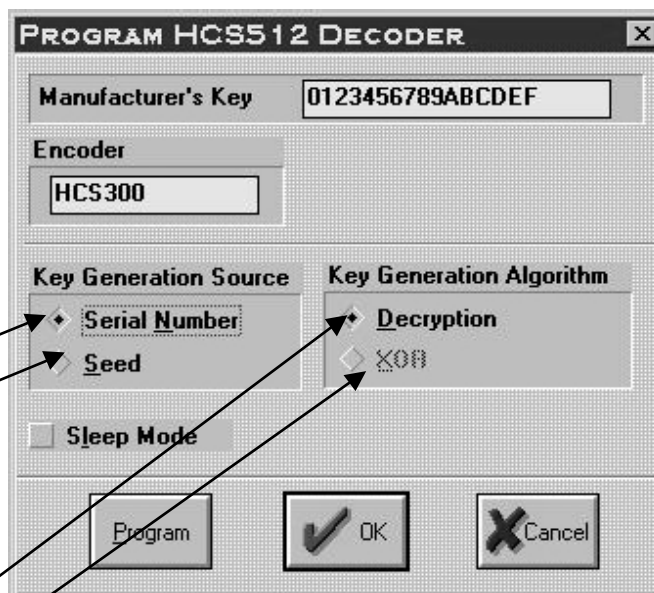 PROGRAM HCS512 DECODER
Manufacturer's Key 0123456789ABCDEF
Encoder
HCS300
Key Generation Source Key Generation Algorithm
Serial Number Decryption
Seed XOR
Sleep Mode
Program OK Cancel